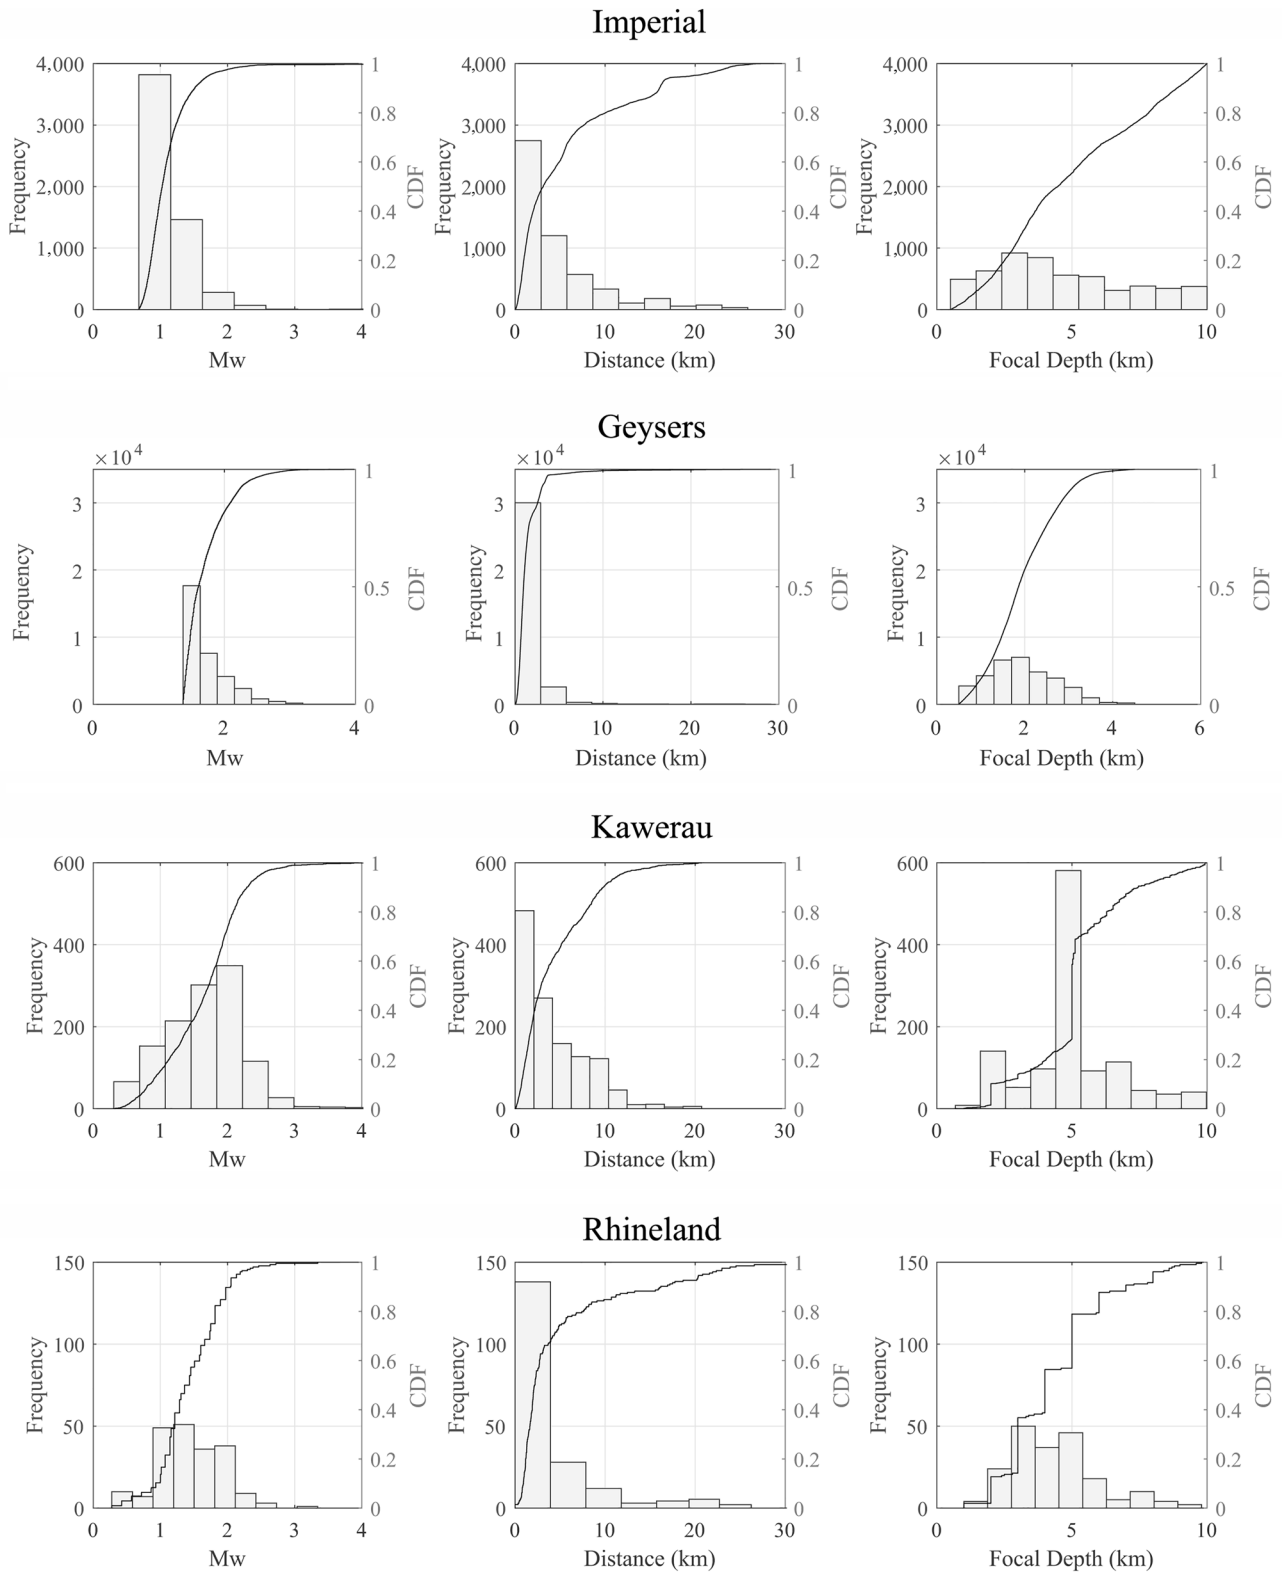 Imperial
4,000
3,000
2,000
1,000
0
Frequency
1
0.8
0.6
0.4
0.2
0
CDF
0 1 2 3 4
Mw
4,000
3,000
2,000
1,000
0
Frequency
1
0.8
0.6
0.4
0.2
0
CDF
0 10 20 30
Distance (km)
4,000
3,000
2,000
1,000
0
Frequency
1
0.8
0.6
0.4
0.2
0
CDF
0 5 10
Focal Depth (km)
Geysers
×10⁴
3
2
1
0
Frequency
1
0.5
0
CDF
0 2 4
Mw
×10⁴
3
2
1
0
Frequency
1
0.5
0
CDF
0 10 20 30
Distance (km)
×10⁴
3
2
1
0
Frequency
1
0.5
0
CDF
0 2 4 6
Focal Depth (km)
Kawerau
600
400
200
0
Frequency
1
0.8
0.6
0.4
0.2
0
CDF
0 1 2 3 4
Mw
600
400
200
0
Frequency
1
0.8
0.6
0.4
0.2
0
CDF
0 10 20 30
Distance (km)
600
400
200
0
Frequency
1
0.8
0.6
0.4
0.2
0
CDF
0 5 10
Focal Depth (km)
Rhineland
150
100
50
0
Frequency
1
0.8
0.6
0.4
0.2
0
CDF
0 1 2 3 4
Mw
150
100
50
0
Frequency
1
0.8
0.6
0.4
0.2
0
CDF
0 10 20 30
Distance (km)
150
100
50
0
Frequency
1
0.8
0.6
0.4
0.2
0
CDF
0 5 10
Focal Depth (km)